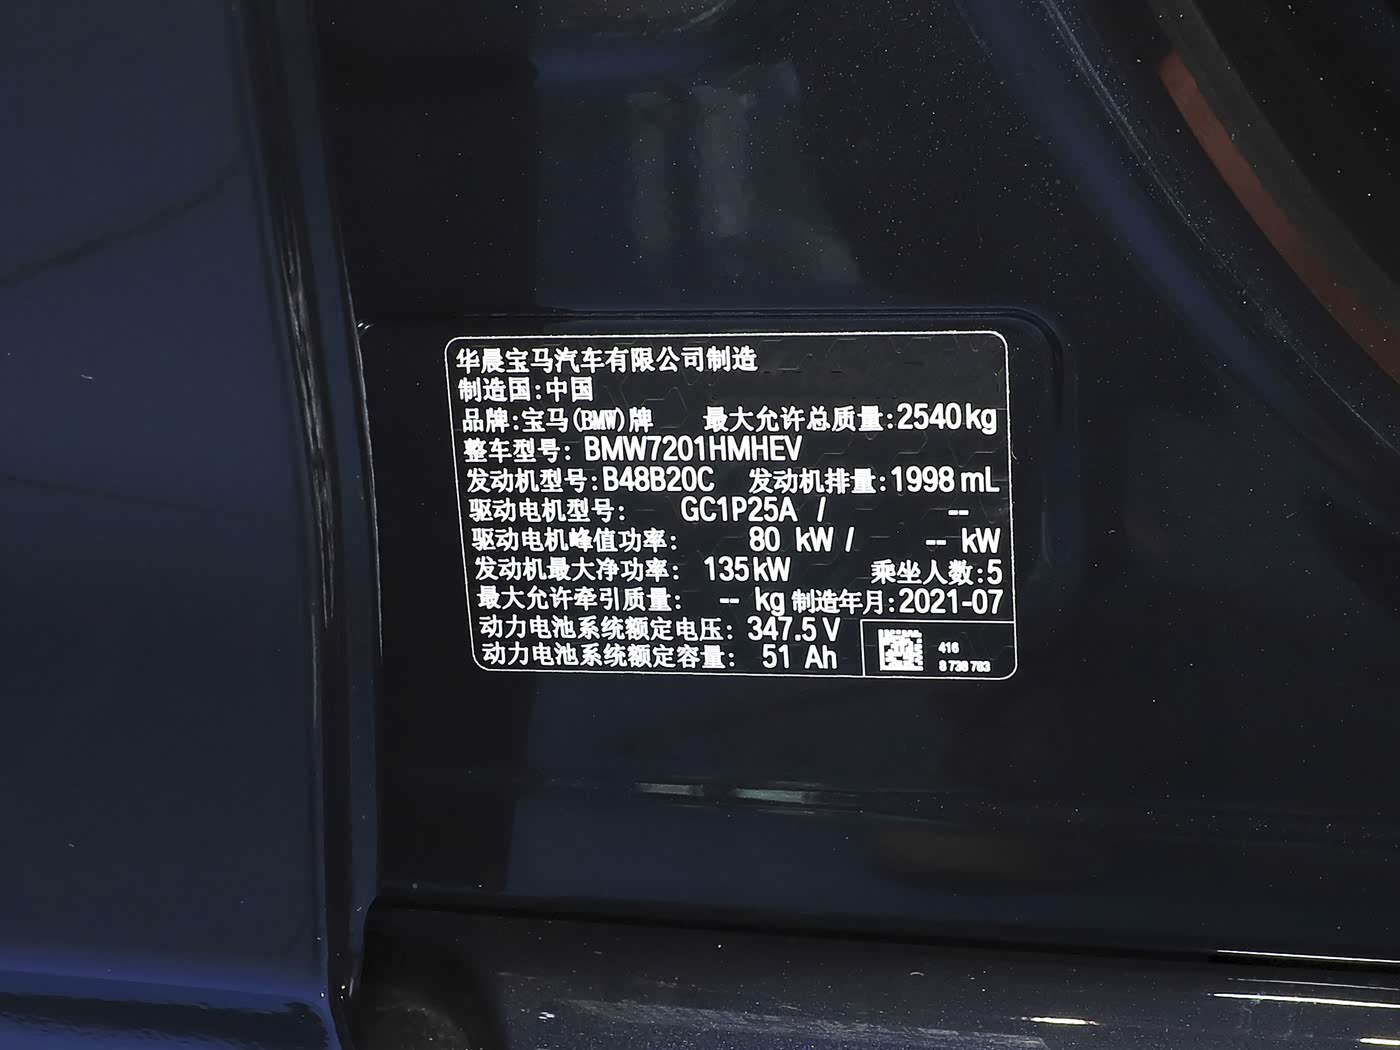 华晨宝马汽车有限公司制造
制造国:中国
品牌:宝马(BMW)牌 最大允许总质量:2540kg
整车型号: BMW7201HMHEV
发动机型号:B48B20C 发动机排量:1998 mL
驱动电机型号: GC1P25A / --
驱动电机峰值功率: 80 kW / -- kW
发动机最大净功率: 135kW 乘坐人数:5
最大允许牵引质量: -- kg 制造年月:2021-07
动力电池系统额定电压: 347.5 V
动力电池系统额定容量: 51 Ah
416
8 738 783